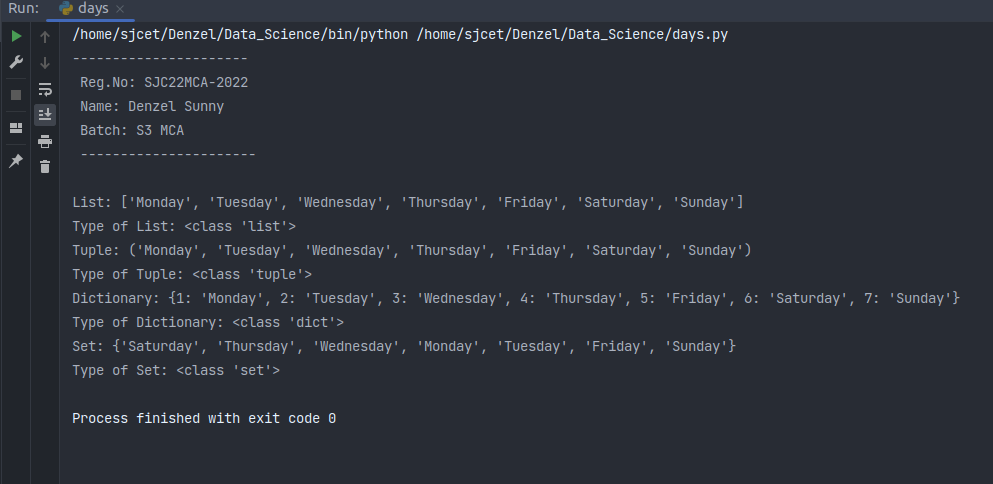 Run: days
/home/sjcet/Denzel/Data_Science/bin/python /home/sjcet/Denzel/Data_Science/days.py
----------------------
Reg.No: SJC22MCA-2022
Name: Denzel Sunny
Batch: S3 MCA
----------------------
List: ['Monday', 'Tuesday', 'Wednesday', 'Thursday', 'Friday', 'Saturday', 'Sunday']
Type of List: <class 'list'>
Tuple: ('Monday', 'Tuesday', 'Wednesday', 'Thursday', 'Friday', 'Saturday', 'Sunday')
Type of Tuple: <class 'tuple'>
Dictionary: {1: 'Monday', 2: 'Tuesday', 3: 'Wednesday', 4: 'Thursday', 5: 'Friday', 6: 'Saturday', 7: 'Sunday'}
Type of Dictionary: <class 'dict'>
Set: {'Saturday', 'Thursday', 'Wednesday', 'Monday', 'Tuesday', 'Friday', 'Sunday'}
Type of Set: <class 'set'>
Process finished with exit code 0